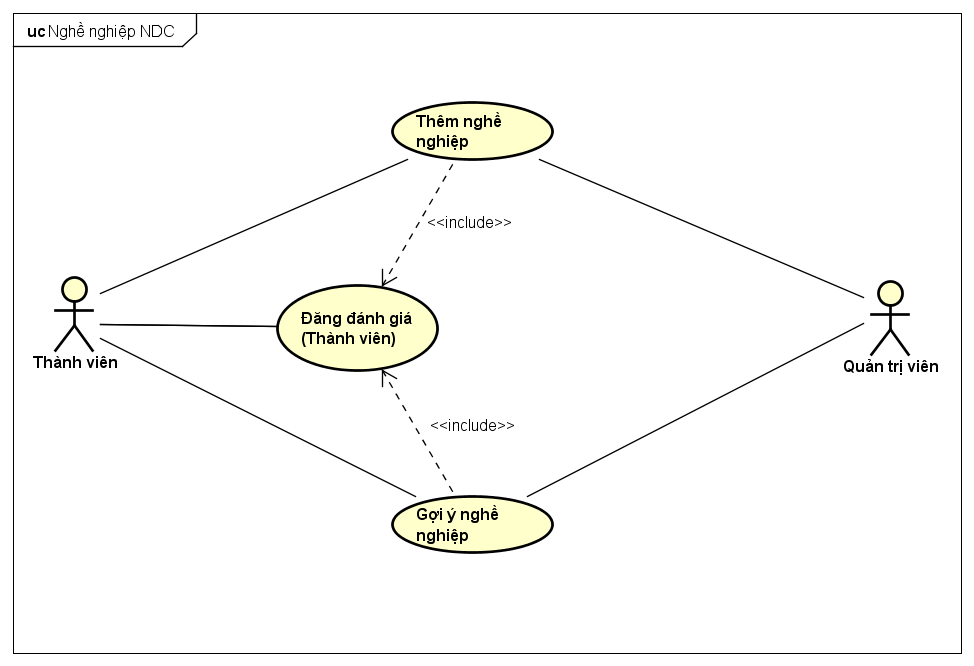 uc Nghề nghiệp NDC
Thêm nghề
nghiệp
<<include>>
Đăng đánh giá
(Thành viên)
Thành viên
Quản trị viên
<<include>>
Gợi ý nghề
nghiệp